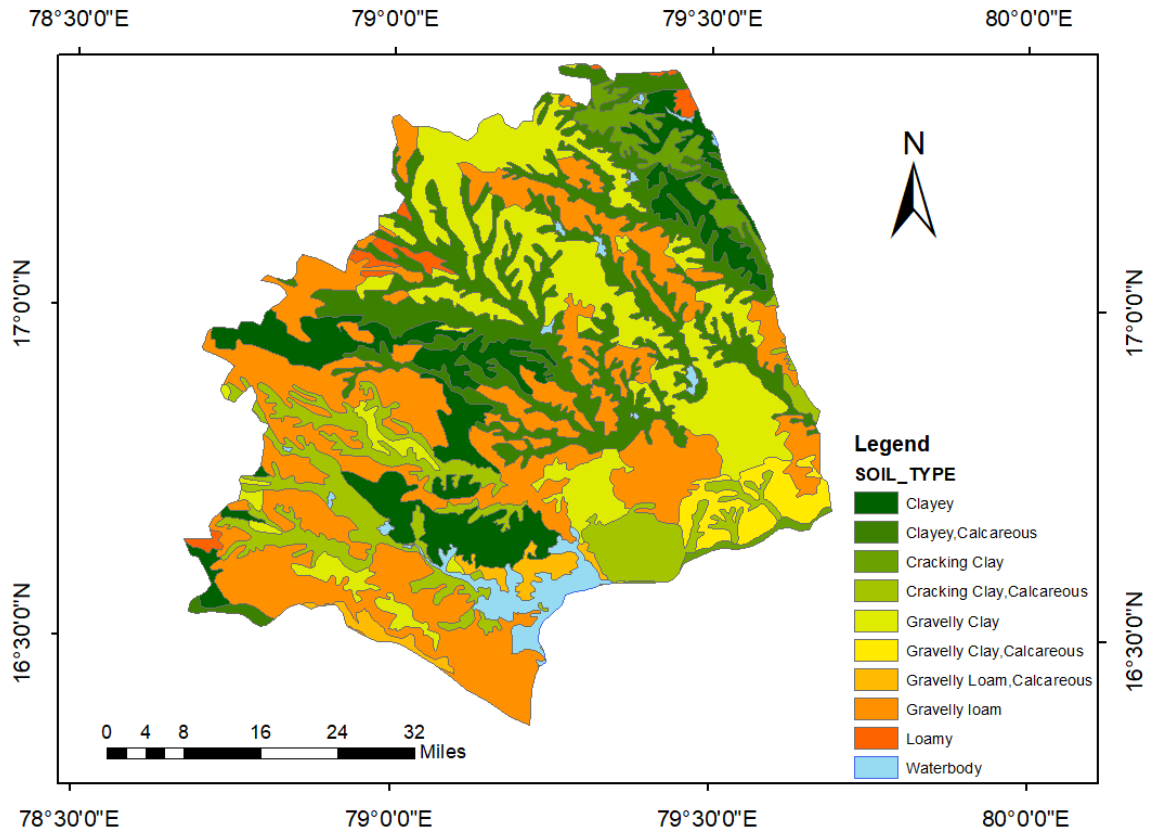 78°30'0"E 79°0'0"E 79°30'0"E 80°0'0"E
N
17°0'0"N
17°0'0"N
16°30'0"N
16°30'0"N
Legend
SOIL_TYPE
Clayey
Clayey,Calcareous
Cracking Clay
Cracking Clay,Calcareous
Gravelly Clay
Gravelly Clay,Calcareous
Gravelly Loam,Calcareous
Gravelly loam
Loamy
Waterbody
0 4 8 16 24 32
Miles
78°30'0"E 79°0'0"E 79°30'0"E 80°0'0"E